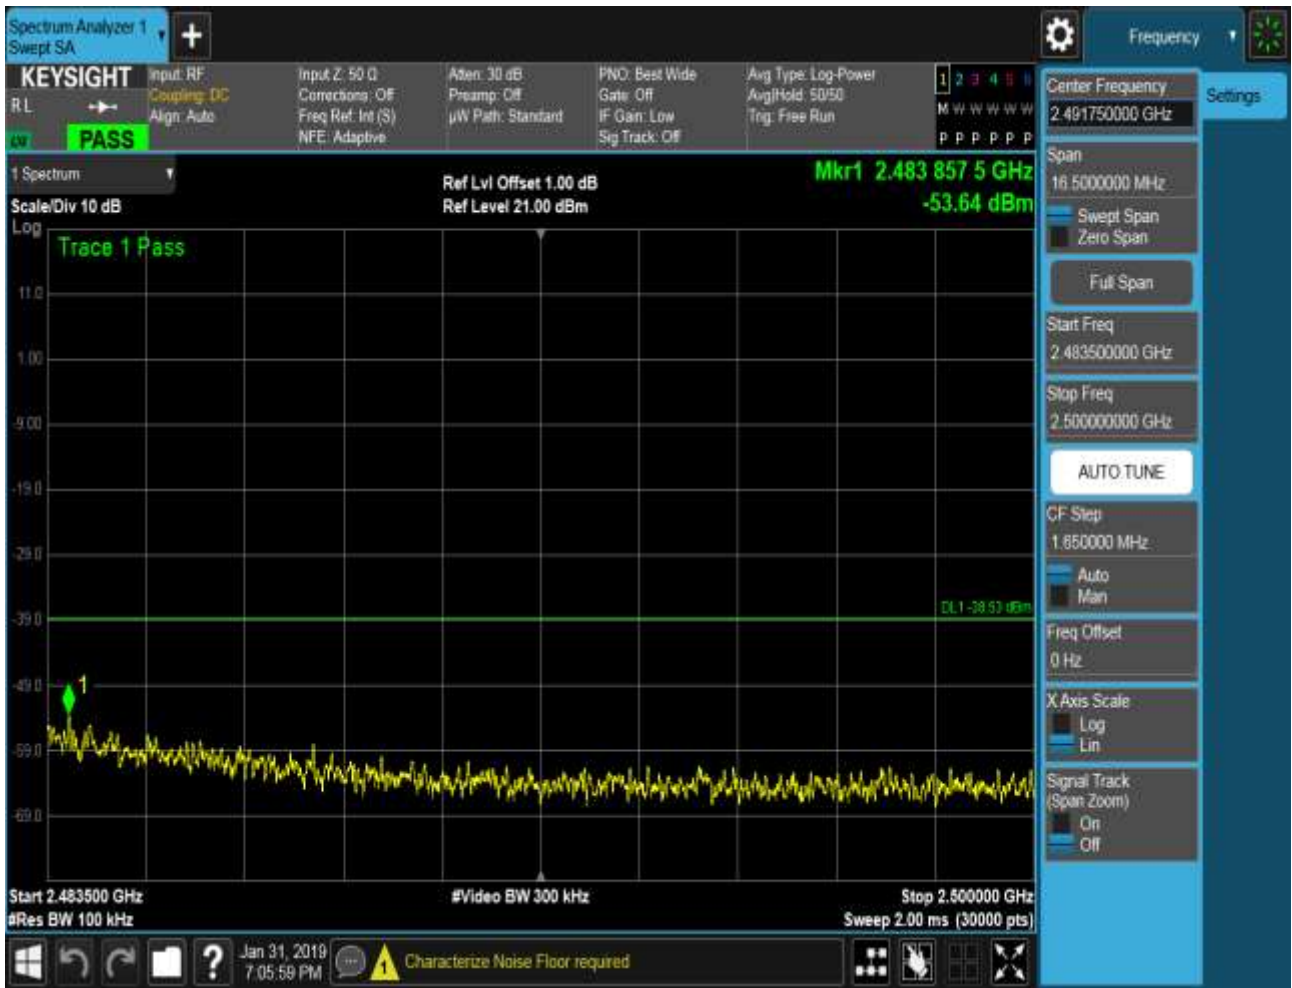 Spectrum Analyzer 1
Swept SA
Frequency
KEYSIGHT
R L
PASS
Input: RF
Coupling: DC
Align: Auto
Input Z: 50 Ω
Corrections: Off
Freq Ref: Int (S)
NFE: Adaptive
Atten: 30 dB
Preamp: Off
µW Path: Standard
PNO: Best Wide
Gate: Off
IF Gain: Low
Sig Track: Off
Avg Type: Log-Power
Avg|Hold: 50/50
Trig: Free Run
1 2 3 4 5 6
M W W W W W
P P P P P P
1 Spectrum
Scale/Div 10 dB
Ref Lvl Offset 1.00 dB
Ref Level 21.00 dBm
Mkr1 2.483 857 5 GHz
-53.64 dBm
Log
Trace 1 Pass
11.0
1.00
-9.00
-19.0
-29.0
-39.0
DL1 -38.53 dBm
-49.0
1
-59.0
-69.0
Start 2.483500 GHz
#Res BW 100 kHz
#Video BW 300 kHz
Stop 2.500000 GHz
Sweep 2.00 ms (30000 pts)
Center Frequency
2.491750000 GHz
Settings
Span
16.5000000 MHz
Swept Span
Zero Span
Full Span
Start Freq
2.483500000 GHz
Stop Freq
2.500000000 GHz
AUTO TUNE
CF Step
1.650000 MHz
Auto
Man
Freq Offset
0 Hz
X Axis Scale
Log
Lin
Signal Track
(Span Zoom)
On
Off
?
Jan 31, 2019
7:05:59 PM
1
Characterize Noise Floor required